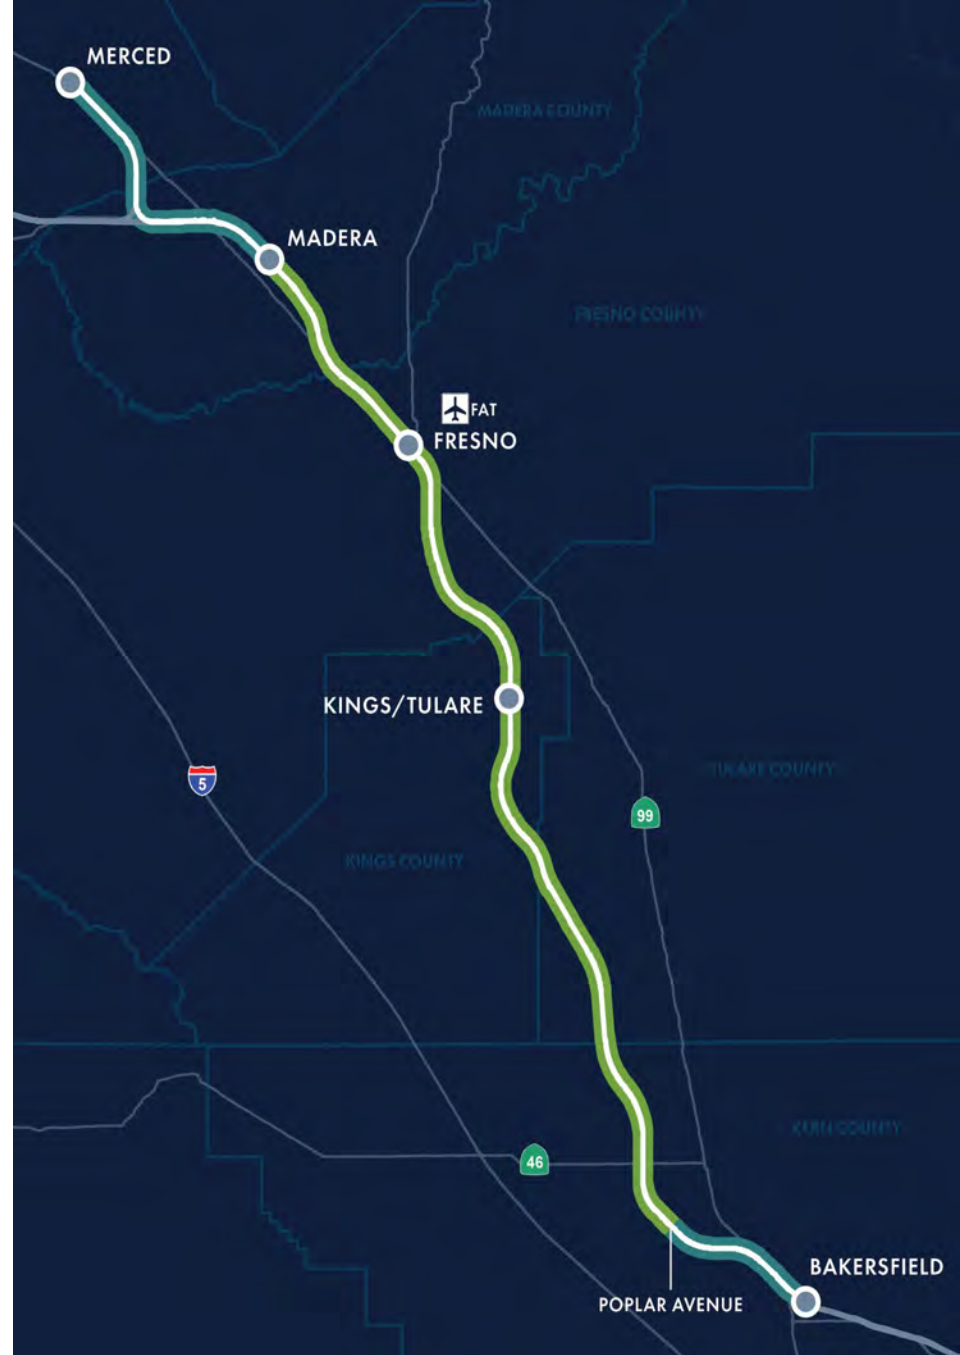 MERCED
MADERA COUNTY
MADERA
FRESNO COUNTY
FAT
FRESNO
KINGS/TULARE
5
TULARE COUNTY
99
KINGS COUNTY
KERN COUNTY
46
BAKERSFIELD
POPLAR AVENUE